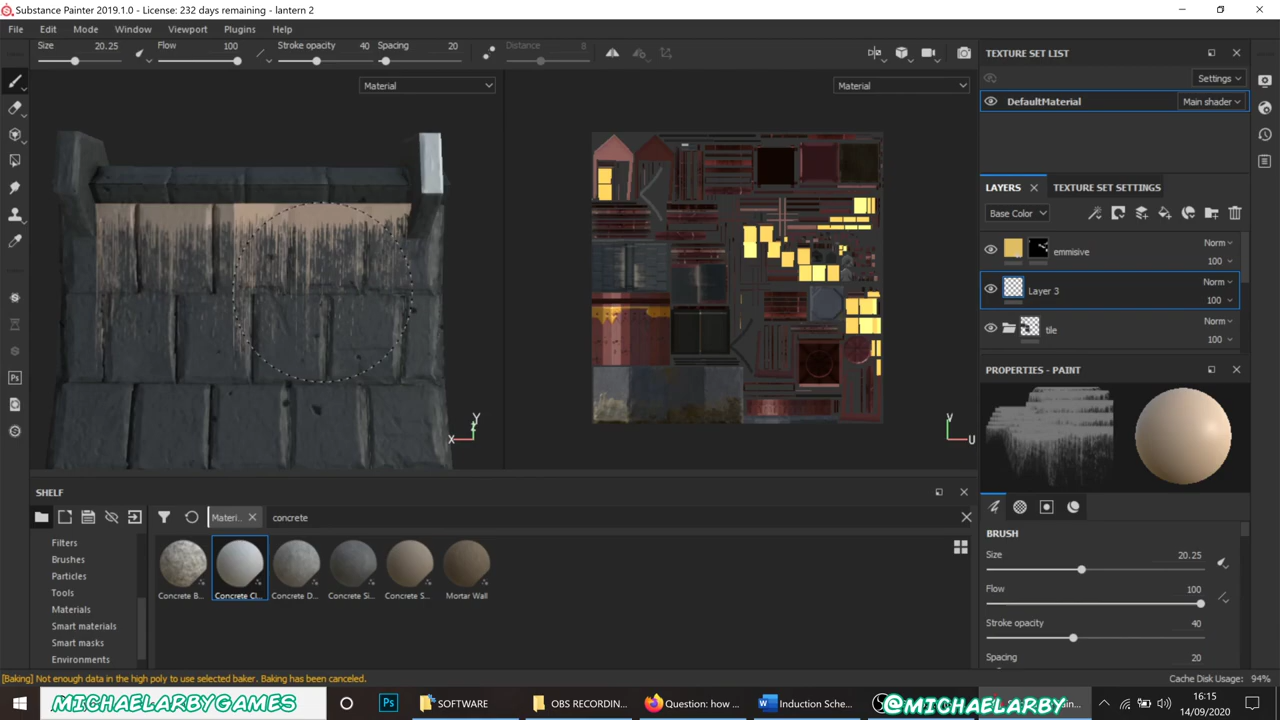 Substance Painter 2019.1.0 - License: 232 days remaining - lantern 2
File Edit Mode Window Viewport Plugins Help
Size 20.25 Flow 100 Stroke opacity 40 Spacing 20 Distance 8
Material
Material
TEXTURE SET LIST
Settings
DefaultMaterial Main shader
LAYERS TEXTURE SET SETTINGS
Base Color
emmisive Norm 100
Layer 3 Norm 100
tile Norm 100
PROPERTIES - PAINT
BRUSH
Size 20.25
Flow 100
Stroke opacity 40
Spacing 20
Y
Z
X
V
U
SHELF
Materi... concrete
Filters
Brushes
Particles
Tools
Materials
Smart materials
Smart masks
Environments
Concrete B... Concrete Cl... Concrete D... Concrete Si... Concrete S... Mortar Wall
[Baking] Not enough data in the high poly to use selected baker. Baking has been canceled.
Cache Disk Usage: 94%
MICHAELARBYGAMES
Ps
SOFTWARE
OBS RECORDIN...
Question: how ...
Induction Sche...
@MICHAELARBY
16:15
14/09/2020